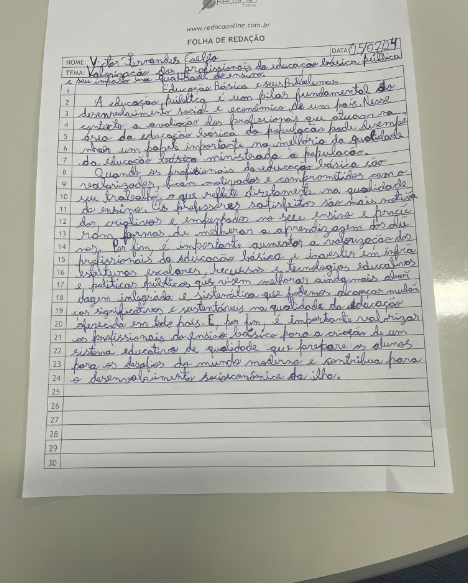 Redação
www.redacaonline.com.br
FOLHA DE REDAÇÃO
NOME: Vitor Fernandes Coelho
DATA: 15/02/24
TEMA: Valorização dos profissionais da educação básica pública
e seu impacto na qualidade de ensino.
1 Educação Básica e seus Problemas
2 A educação pública é um pilar fundamental do
3 desenvolvimento social e econômico de um país. Nesse
4 contexto a avaliação dos profissionais que atuam na
5 área da educação básica da população pode desempe
6 nhar um papel importante na melhoria da qualidade
7 da educação básica ministrada a população.
8 Quando os profissionais da educação básica são
9 valorizados, ficam motivados e comprometidos com o
10 seu trabalho, o que reflete diretamente na qualidade
11 do ensino. Os professores satisfeitos são mais motiva
12 dos, criativos e empenhados no seu ensino e procu
13 ram formas de melhorar a aprendizagem dos alu
14 nos. Por fim, é importante aumentar a valorização dos
15 profissionais da educação básica e investir em infra
16 estruturas escolares, recursos e tecnologias educativas
17 e políticas públicas que visem melhorar ainda mais abor
18 dagem integrada e sistemática que podemos alcançar mudan
19 ças significativas e sustentáveis na qualidade da educação
20 oferecida em todo país. E, por fim, é importante valorizar
21 os profissionais do ensino básico para a criação de um
22 sistema educativo de qualidade que prepare os alunos
23 para os desafios do mundo moderno e contribua para
24 o desenvolvimento socioeconômico da ilha.
25
26
27
28
29
30